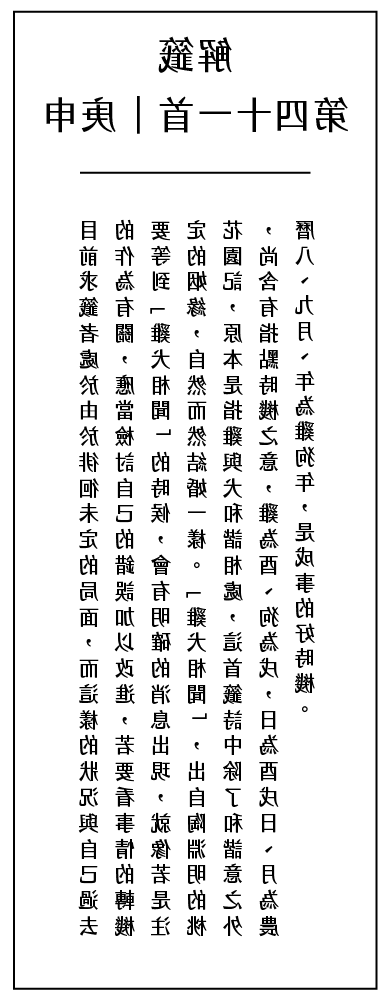 解籤
第四十一首｜庚申
目前求籤者處於由於徘徊未定的局面，而這樣的狀況與自己過去
的作為有關，應當檢討自己的錯誤加以改進，若要看事情的轉機
要等到「雞犬相聞」的時候，會有明確的消息出現，就像若是注
定的姻緣，自然而然結婚一樣。「雞犬相聞」，出自陶淵明的桃
花園記，原本是指雞與犬和諧相處，這首籤詩中除了和諧意之外
，尚含有指點時機之意，雞為酉、狗為戌，日為酉戌日、月為農
曆八、九月、年為雞狗年，是成事的好時機。